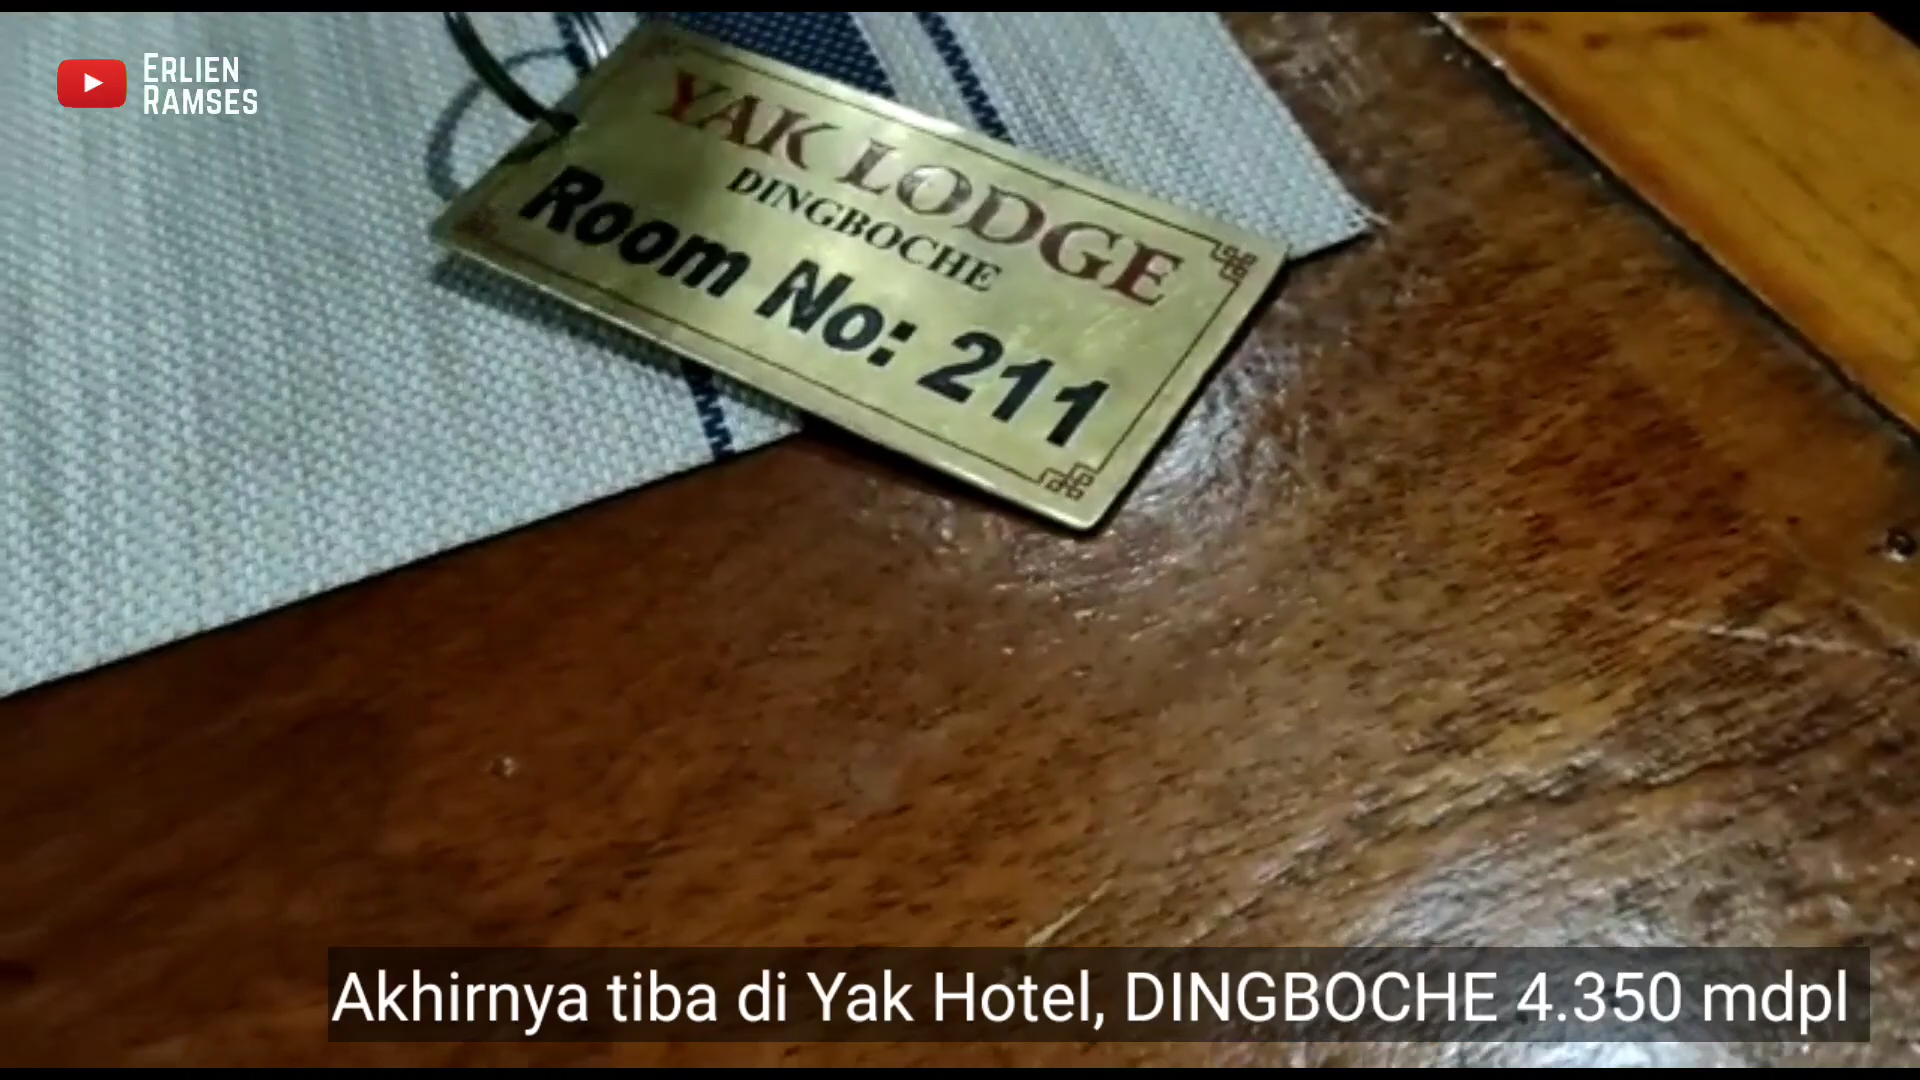 ERLIEN
RAMSES
YAK LODGE
DINGBOCHE
Room No: 211
Akhirnya tiba di Yak Hotel, DINGBOCHE 4.350 mdpl